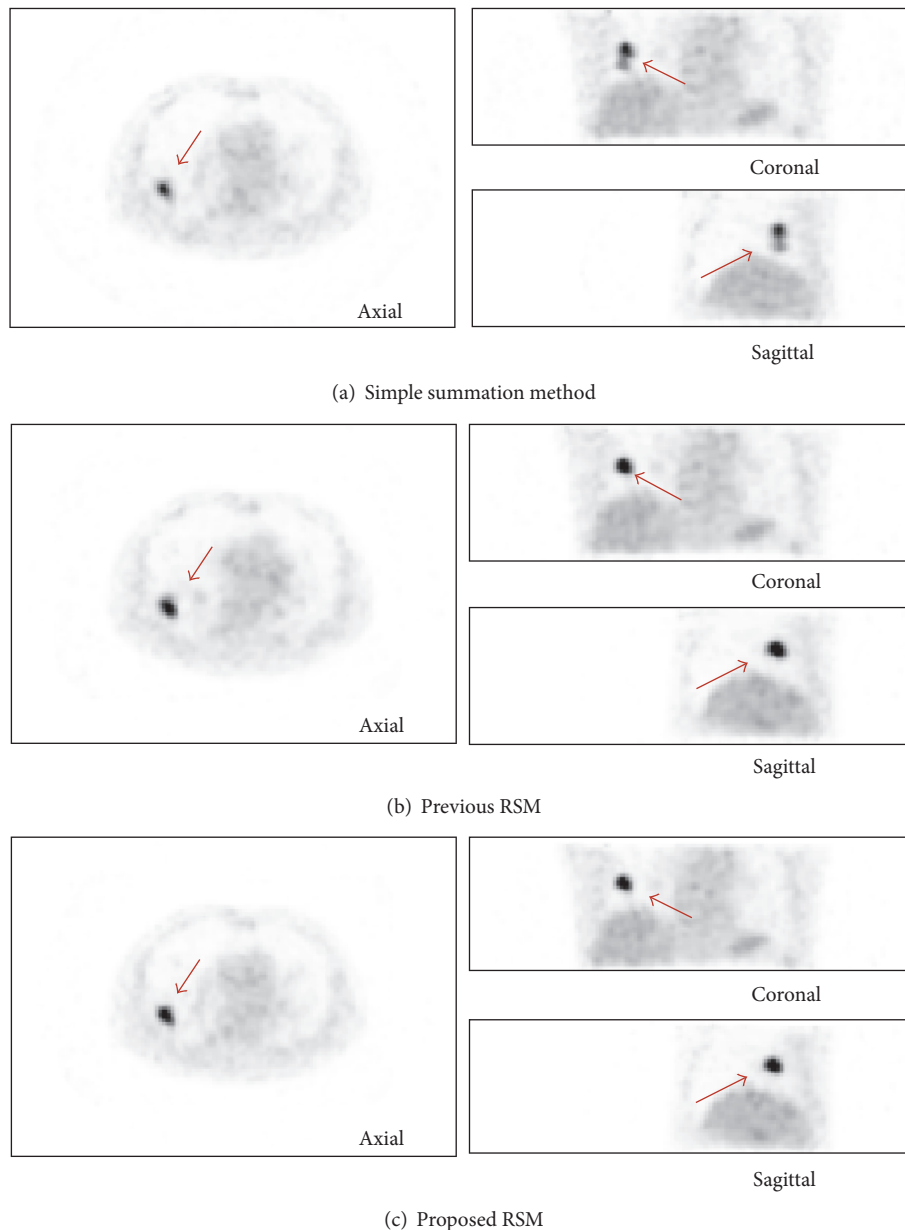 Axial
Coronal
Sagittal
(a) Simple summation method
Axial
Coronal
Sagittal
(b) Previous RSM
Axial
Coronal
Sagittal
(c) Proposed RSM